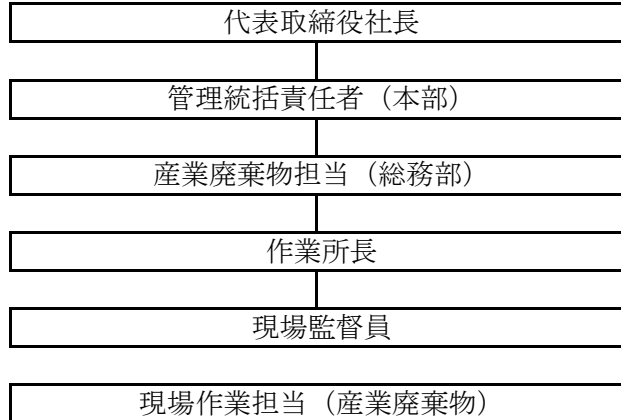 代表取締役社長
管理統括責任者（本部）
産業廃棄物担当（総務部）
作業所長
現場監督員
現場作業担当（産業廃棄物）